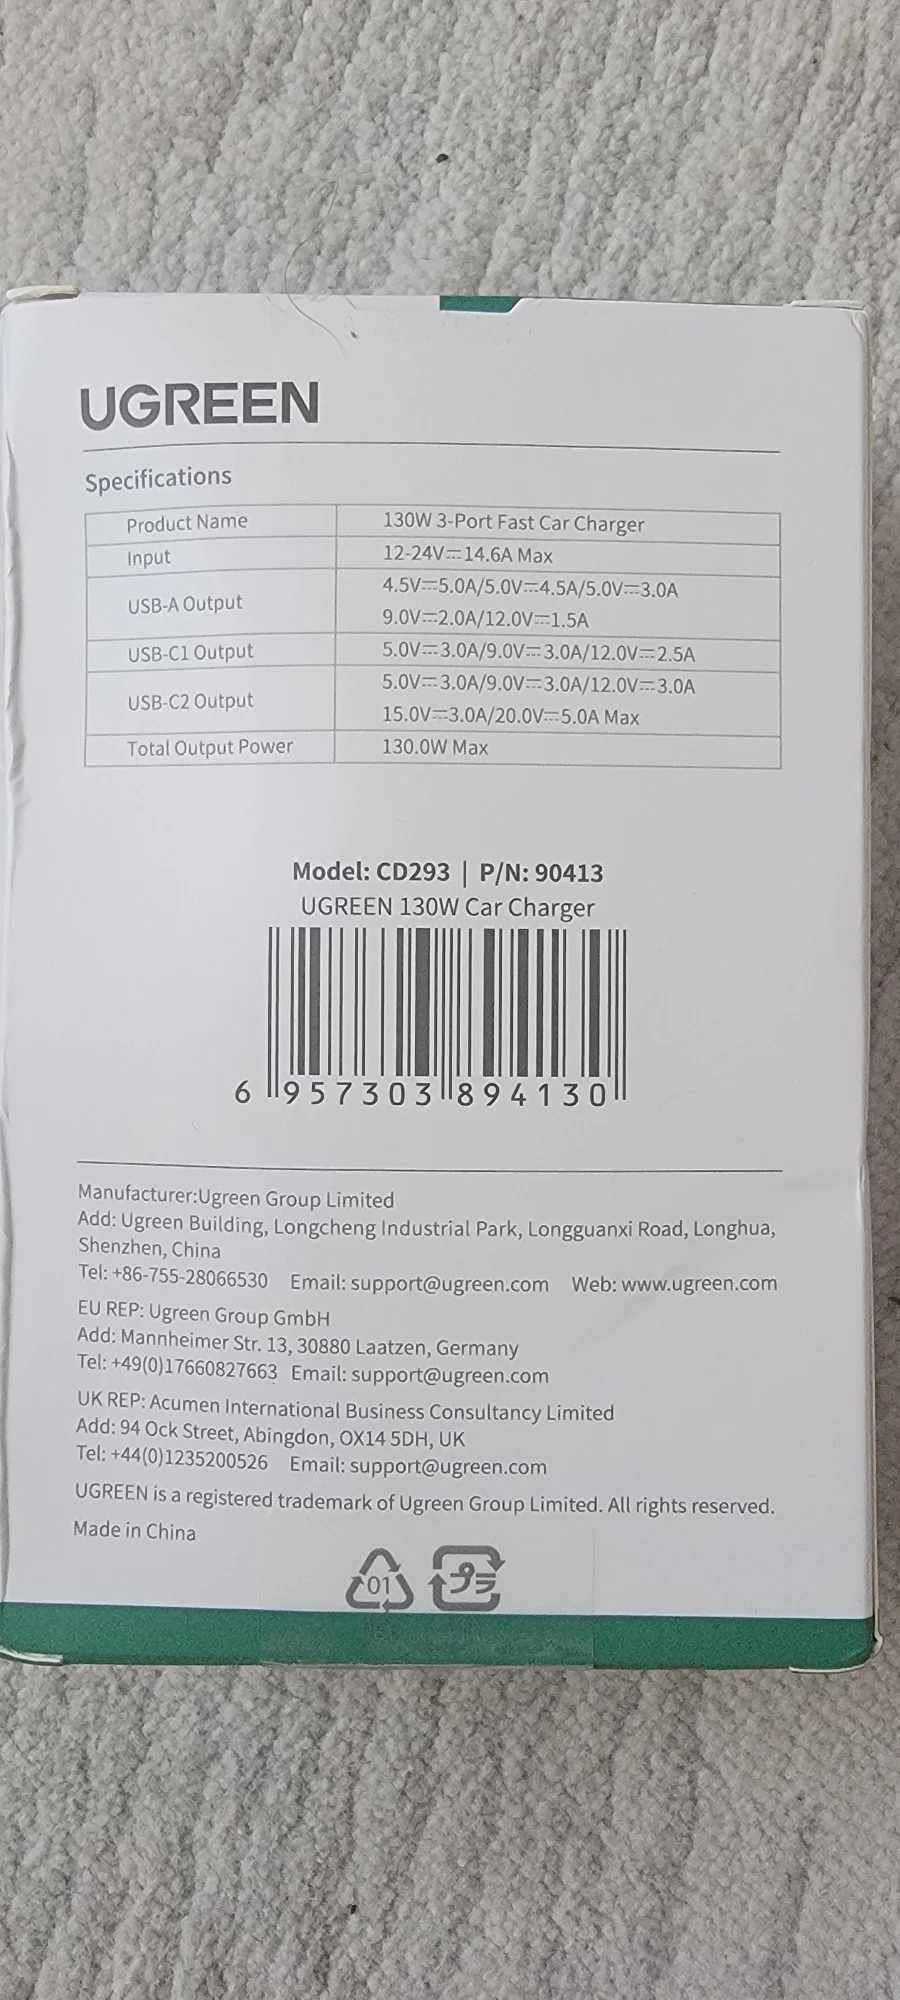 UGREEN
Specifications
Product Name 130W 3-Port Fast Car Charger
Input 12-24V⎓14.6A Max
USB-A Output 4.5V⎓5.0A/5.0V⎓4.5A/5.0V⎓3.0A
9.0V⎓2.0A/12.0V⎓1.5A
USB-C1 Output 5.0V⎓3.0A/9.0V⎓3.0A/12.0V⎓2.5A
USB-C2 Output 5.0V⎓3.0A/9.0V⎓3.0A/12.0V⎓3.0A
15.0V⎓3.0A/20.0V⎓5.0A Max
Total Output Power 130.0W Max
Model: CD293 | P/N: 90413
UGREEN 130W Car Charger
6 957303 894130
Manufacturer:Ugreen Group Limited
Add: Ugreen Building, Longcheng Industrial Park, Longguanxi Road, Longhua,
Shenzhen, China
Tel: +86-755-28066530 Email: support@ugreen.com Web: www.ugreen.com
EU REP: Ugreen Group GmbH
Add: Mannheimer Str. 13, 30880 Laatzen, Germany
Tel: +49(0)17660827663 Email: support@ugreen.com
UK REP: Acumen International Business Consultancy Limited
Add: 94 Ock Street, Abingdon, OX14 5DH, UK
Tel: +44(0)1235200526 Email: support@ugreen.com
UGREEN is a registered trademark of Ugreen Group Limited. All rights reserved.
Made in China
01 プラ